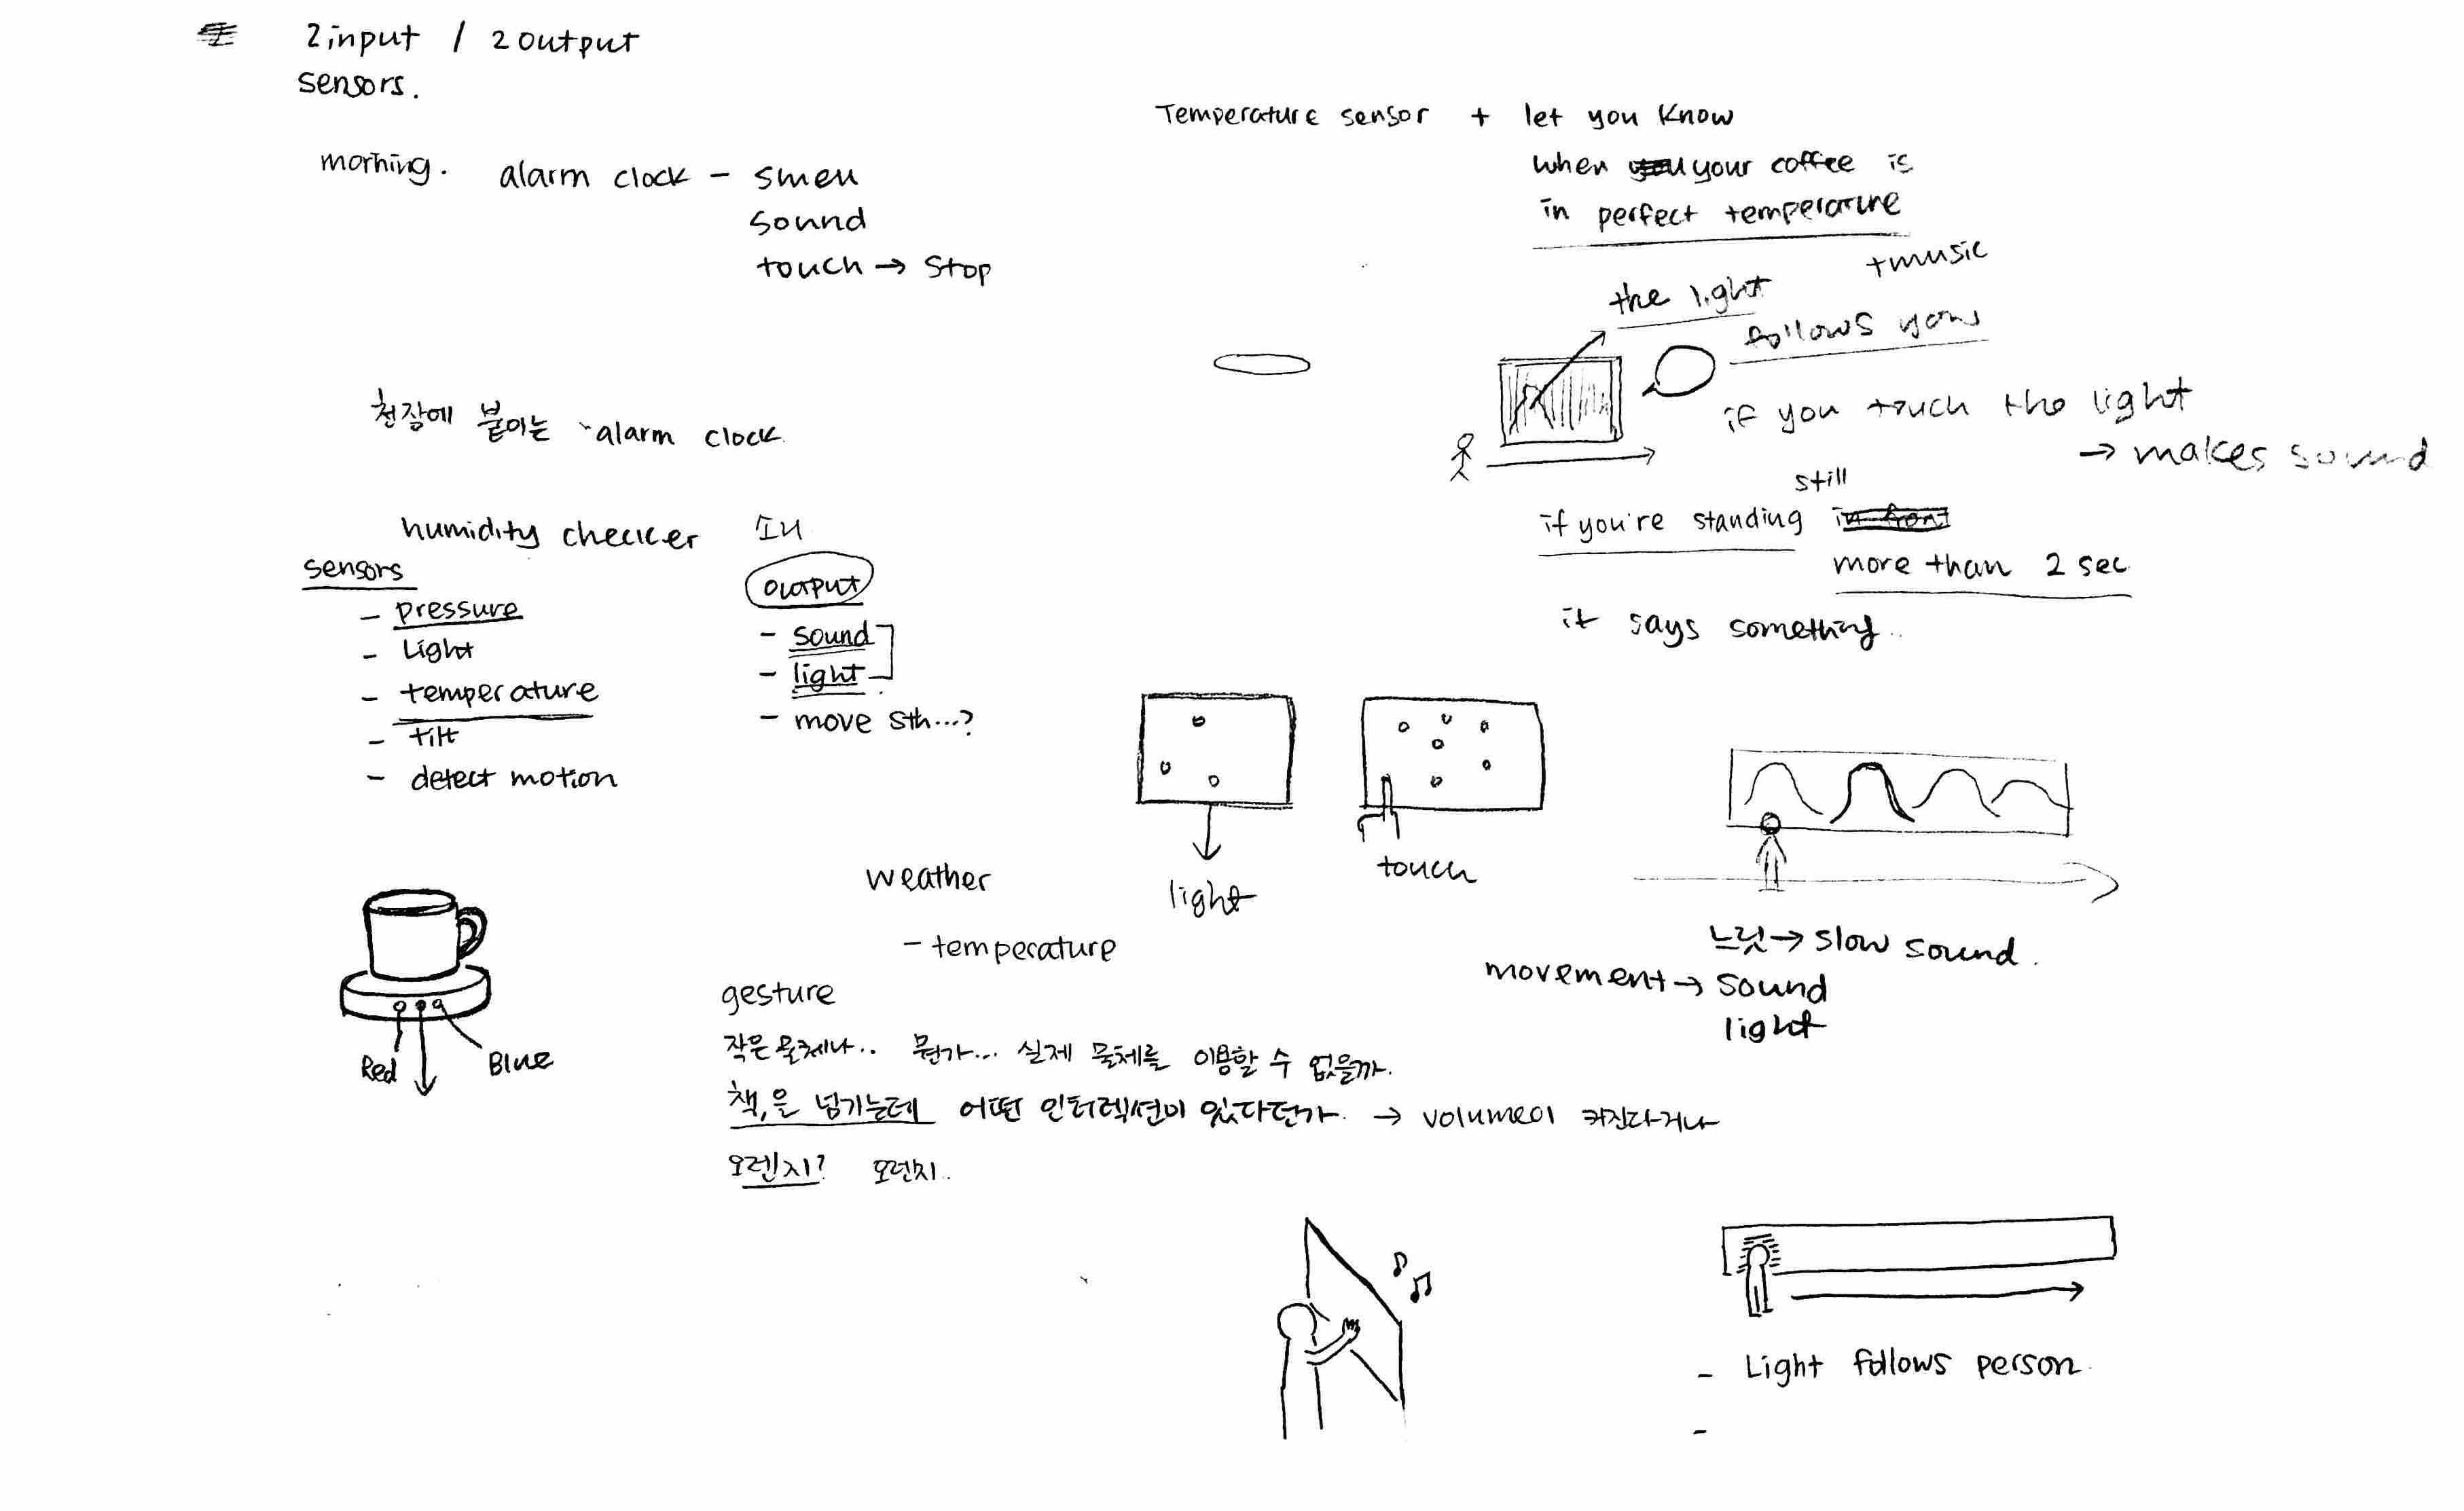 2input / 2output
sensors.
morning. alarm clock - smell
sound
touch → stop
천장에 붙이는 alarm clock
humidity checker 소리
sensors
- pressure
- Light
- temperature
- tilt
- detect motion
output
- sound
- light
- move sth...?
Red
Blue
weather
- temperature
gesture
작은 물체나.. 뭔가... 실제 물체를 이용할 수 없을까.
책,은 넘기는데 어떤 인터렉션이 있다던가. → volume이 커진다거나
오렌지? 오렌지..
Temperature sensor + let you know
when your coffee is
in perfect temperature
+music
the light
follows you
if you touch the light
→ makes sound
if you're standing still in front
more than 2 sec
it says something..
light
touch
느릿 → slow sound.
movement → sound
light
- Light follows person.
-